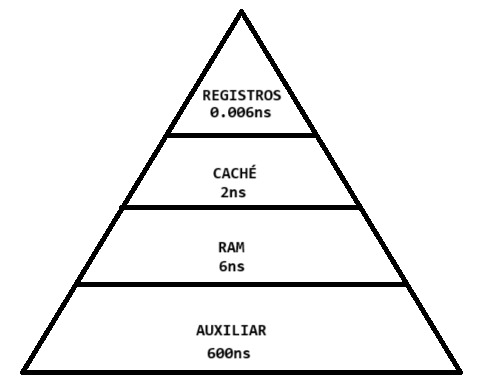 REGISTROS
0.006ns
CACHÉ
2ns
RAM
6ns
AUXILIAR
600ns